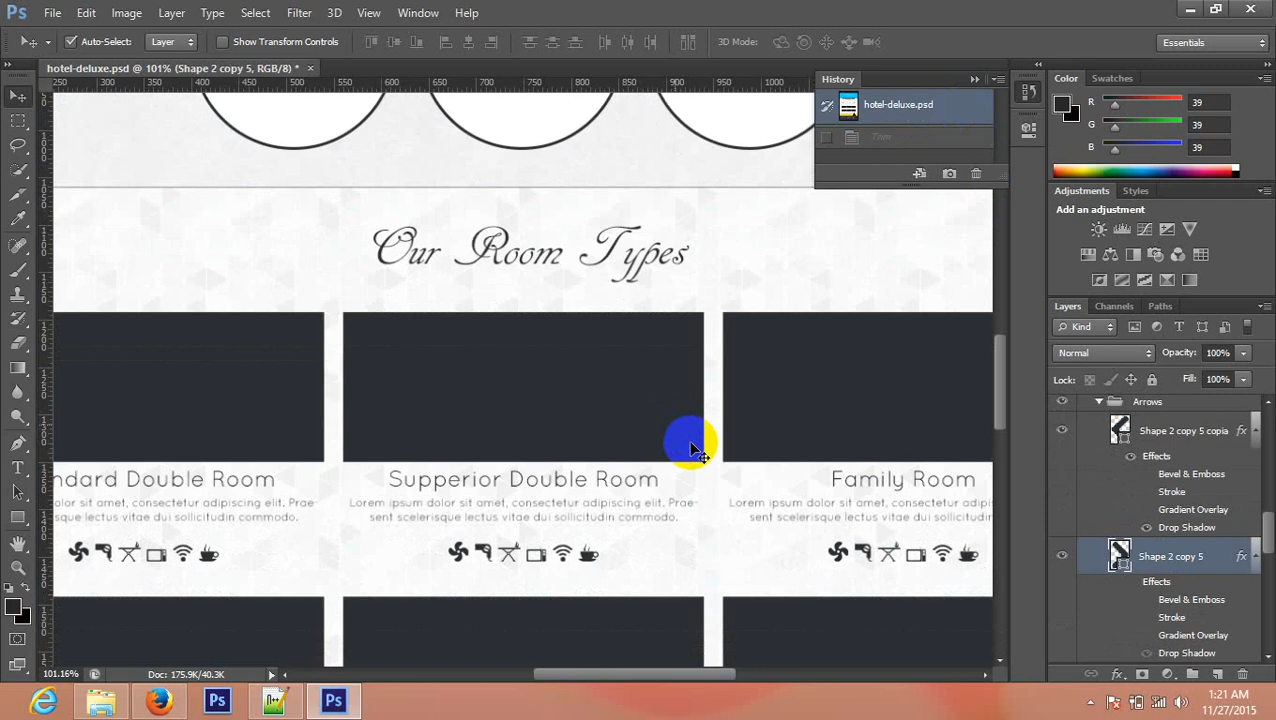 Ps File Edit Image Layer Type Select Filter 3D View Window Help
Auto-Select: Layer Show Transform Controls 3D Mode: Essentials
hotel-deluxe.psd @ 101% (Shape 2 copy 5, RGB/8) * ×
250 300 350 400 450 500 550 600 650 700 750 800 850 900 950 1000
History
hotel-deluxe.psd
Color Swatches
R 39
G 39
B 39
Adjustments Styles
Add an adjustment
Layers Channels Paths
Kind
Normal Opacity: 100%
Lock: Fill: 100%
Arrows
Shape 2 copy 5 copia fx
Effects
Bevel & Emboss
Stroke
Gradient Overlay
Drop Shadow
Shape 2 copy 5 fx
Effects
Bevel & Emboss
Stroke
Gradient Overlay
Drop Shadow
Our Room Types
ndard Double Room Supperior Double Room Family Room
olor sit amet, consectetur adipiscing elit. Prae- Lorem ipsum dolor sit amet, consectetur adipiscing elit. Prae- Lorem ipsum dolor sit amet, consectetur
sque lectus vitae dui sollicitudin commodo. sent scelerisque lectus vitae dui sollicitudin commodo. sent scelerisque lectus vitae dui
101.16% Doc: 175.9K/40.3K
Ps Ps
1:21 AM
11/27/2015